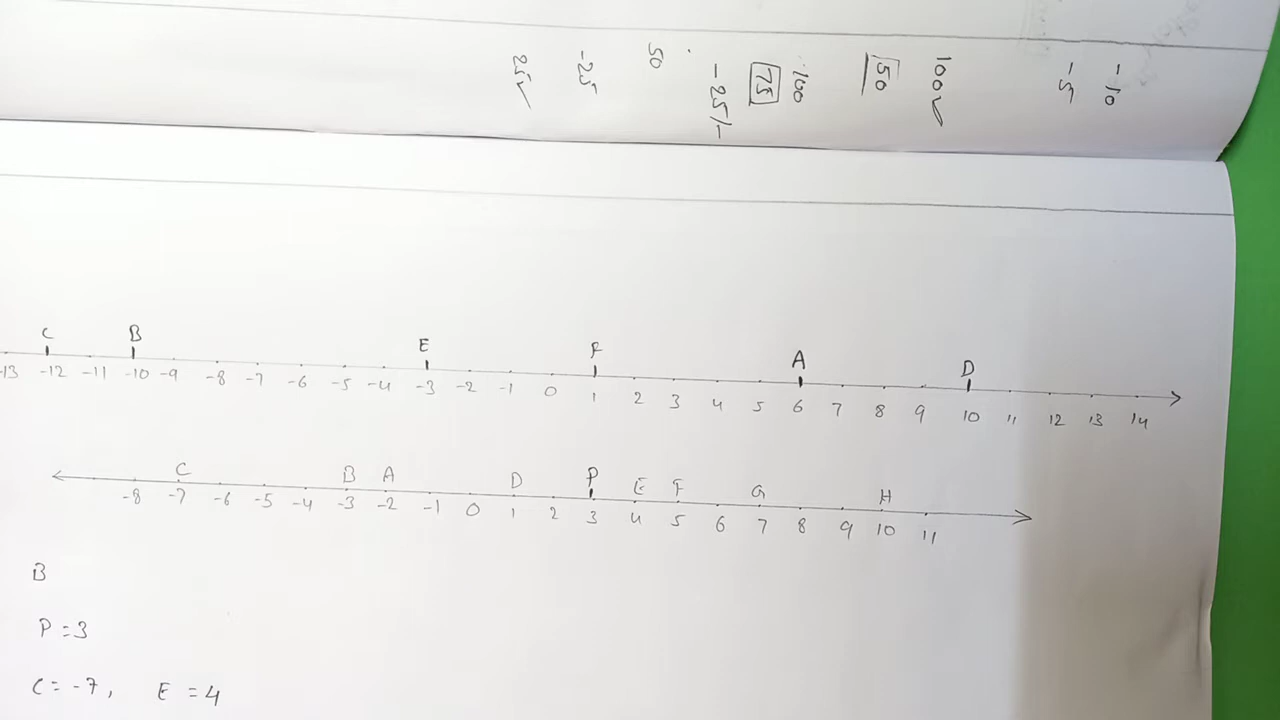 -10
-5
100✓
50
100
75
-25/-
50
-25
25✓
C B E F A D
-13 -12 -11 -10 -9 -8 -7 -6 -5 -4 -3 -2 -1 0 1 2 3 4 5 6 7 8 9 10 11 12 13 14
C B A D P E F G H
-8 -7 -6 -5 -4 -3 -2 -1 0 1 2 3 4 5 6 7 8 9 10 11
B
P = 3
C = -7, E = 4